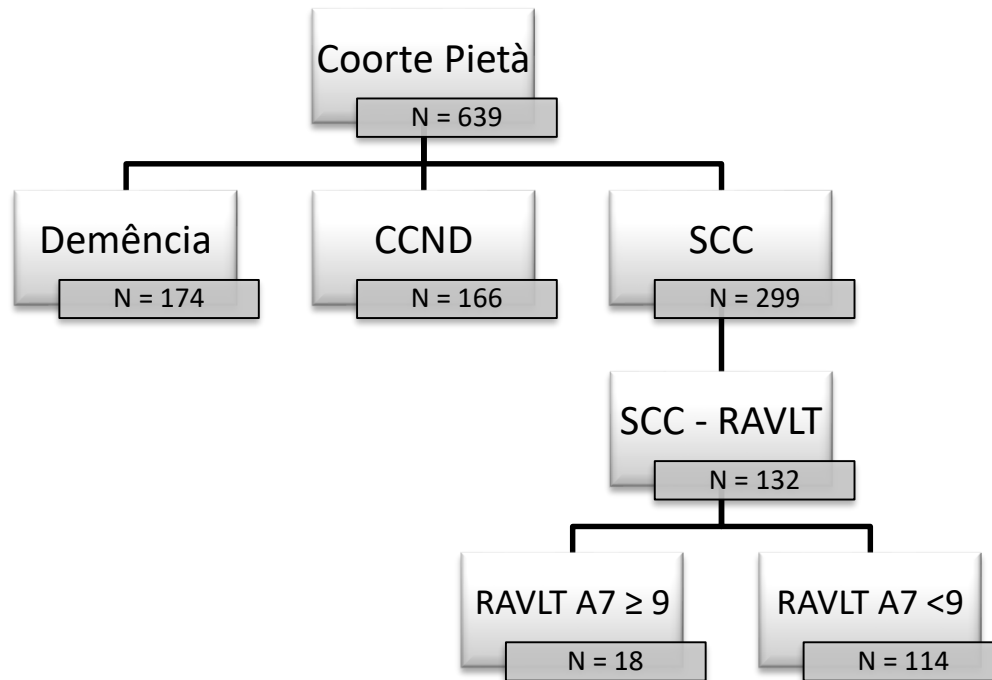 Coorte Pietà
N = 639
Demência
N = 174
CCND
N = 166
SCC
N = 299
SCC - RAVLT
N = 132
RAVLT A7 ≥ 9
N = 18
RAVLT A7 <9
N = 114